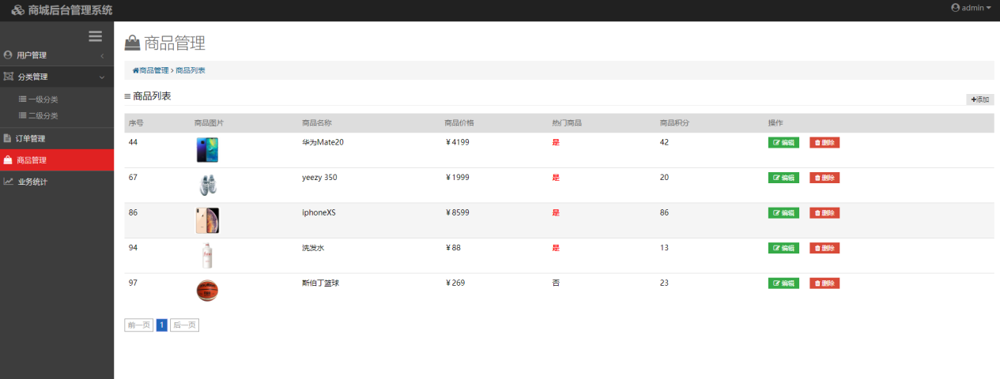 商城后台管理系统
admin
用户管理
分类管理
一级分类
二级分类
订单管理
商品管理
业务统计
商品管理
商品管理 > 商品列表
商品列表
+添加
序号 商品图片 商品名称 商品价格 热门商品 商品积分 操作
44 华为Mate20 ¥4199 是 42 编辑 删除
67 yeezy 350 ¥1999 是 20 编辑 删除
86 iphoneXS ¥8599 是 86 编辑 删除
94 洗发水 ¥88 是 13 编辑 删除
97 斯伯丁篮球 ¥269 否 23 编辑 删除
前一页 1 后一页